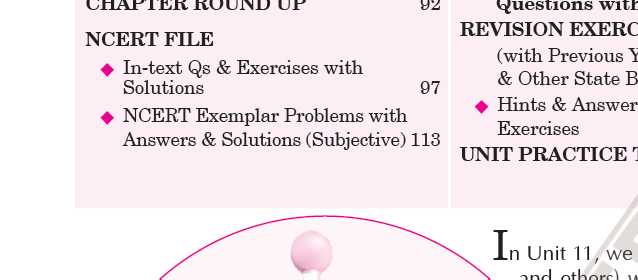 CHAPTER ROUND UP 92
NCERT FILE
◆ In-text Qs & Exercises with
Solutions 97
◆ NCERT Exemplar Problems with
Answers & Solutions (Subjective) 113
Questions with
REVISION EXERC
(with Previous Y
& Other State B
◆ Hints & Answer
Exercises
UNIT PRACTICE T
In Unit 11, we
and others) w